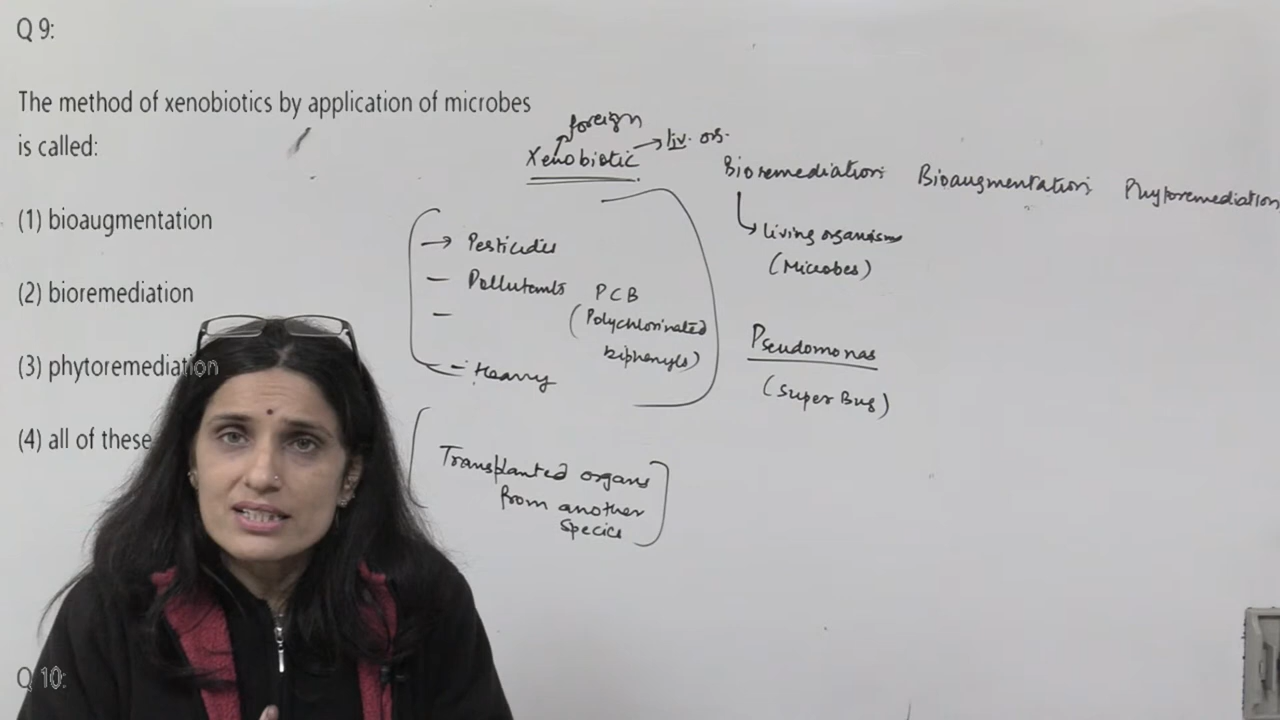 Q 9:
The method of xenobiotics by application of microbes
is called:
(1) bioaugmentation
(2) bioremediation
(3) phytoremediation
(4) all of these
Q 10:
foreign
Xenobiotic → liv. org.
→ Pesticides
– Pollutants PCB
– (Polychlorinated
biphenyls)
– Heavy
Transplanted organs
from another
species
Bioremediation Bioaugmentation Phytoremediation
living organisms
(Microbes)
Pseudomonas
(Super Bug)